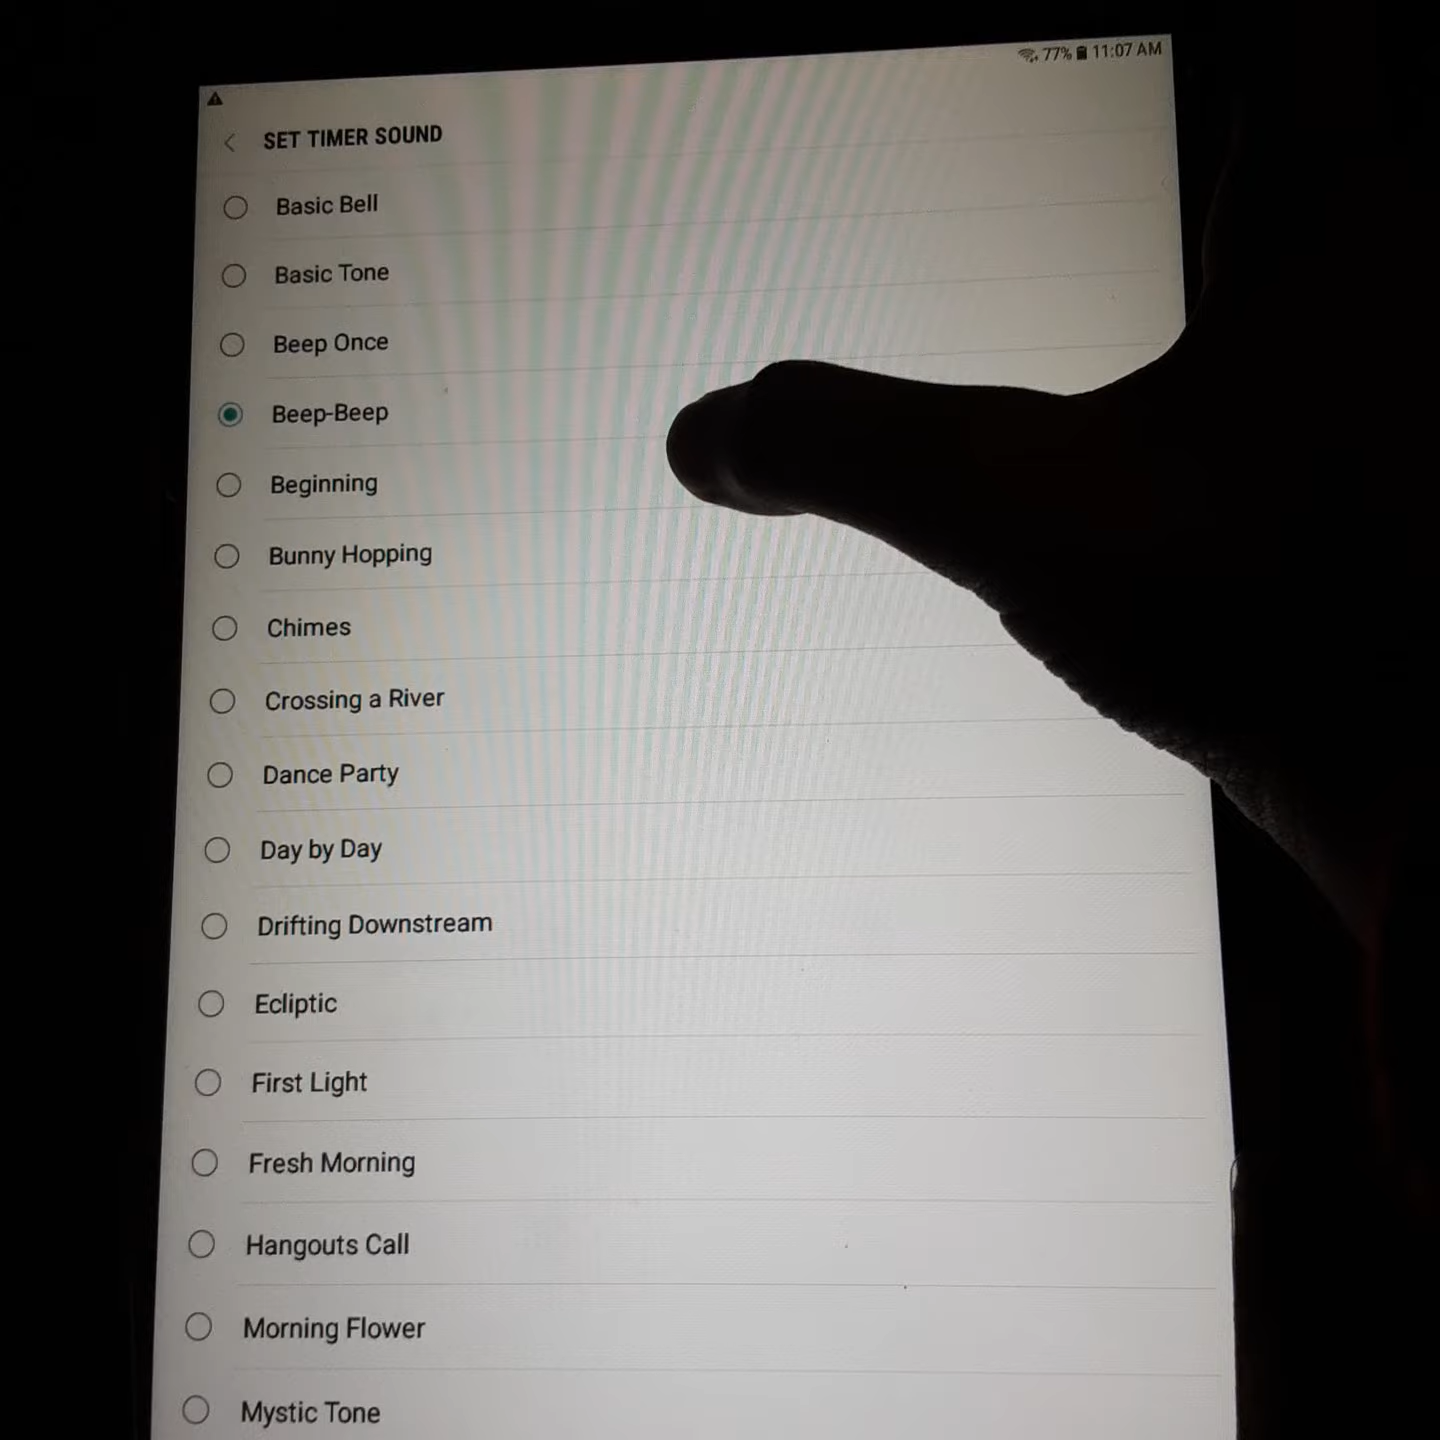 77% 11:07 AM
SET TIMER SOUND
Basic Bell
Basic Tone
Beep Once
Beep-Beep
Beginning
Bunny Hopping
Chimes
Crossing a River
Dance Party
Day by Day
Drifting Downstream
Ecliptic
First Light
Fresh Morning
Hangouts Call
Morning Flower
Mystic Tone